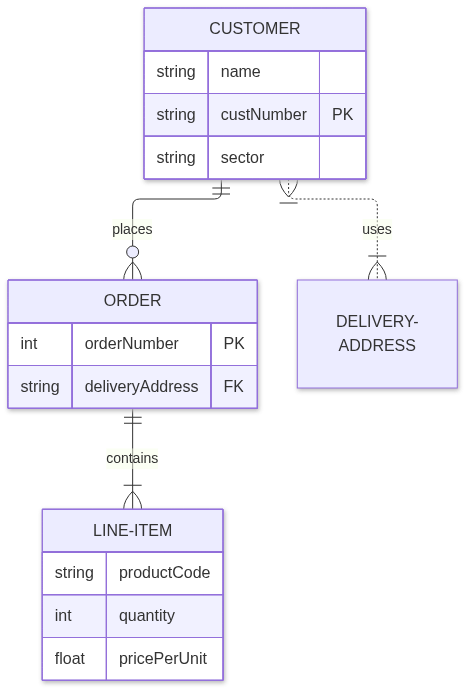 CUSTOMER
string name
string custNumber PK
string sector
places
uses
ORDER
int orderNumber PK
string deliveryAddress FK
DELIVERY-
ADDRESS
contains
LINE-ITEM
string productCode
int quantity
float pricePerUnit